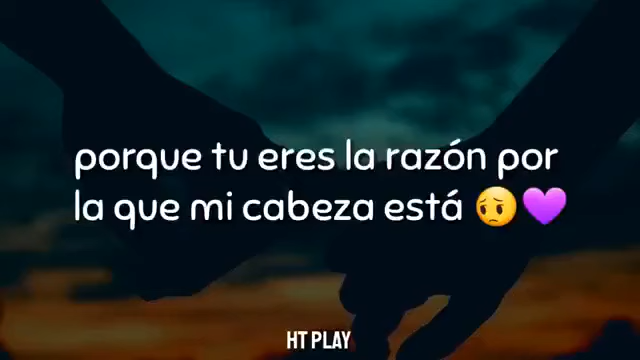 porque tu eres la razón por
la que mi cabeza está 😔💜
HT PLAY